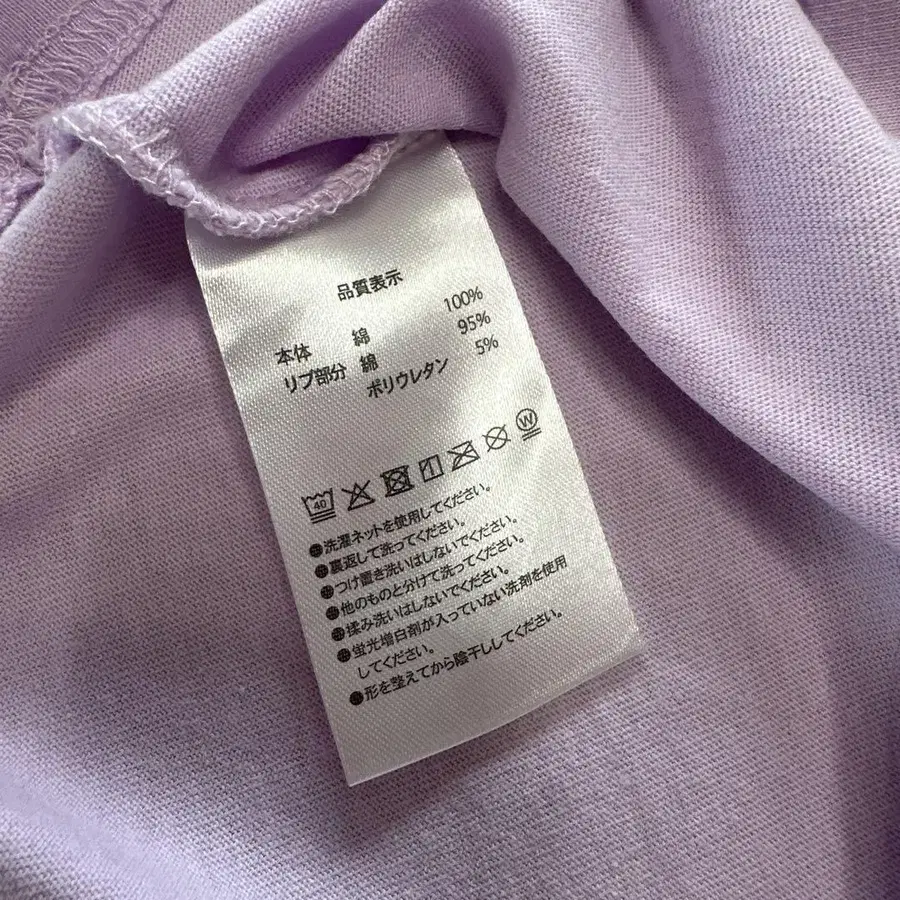 品質表示
本体 綿 100%
リブ部分 綿 95%
ポリウレタン 5%
40 W
●洗濯ネットを使用してください。
●裏返して洗ってください。
●つけ置き洗いはしないでください。
●他のものと分けて洗ってください。
●揉み洗いはしないでください。
●蛍光増白剤が入っていない洗剤を使用
してください。
●形を整えてから陰干ししてください。